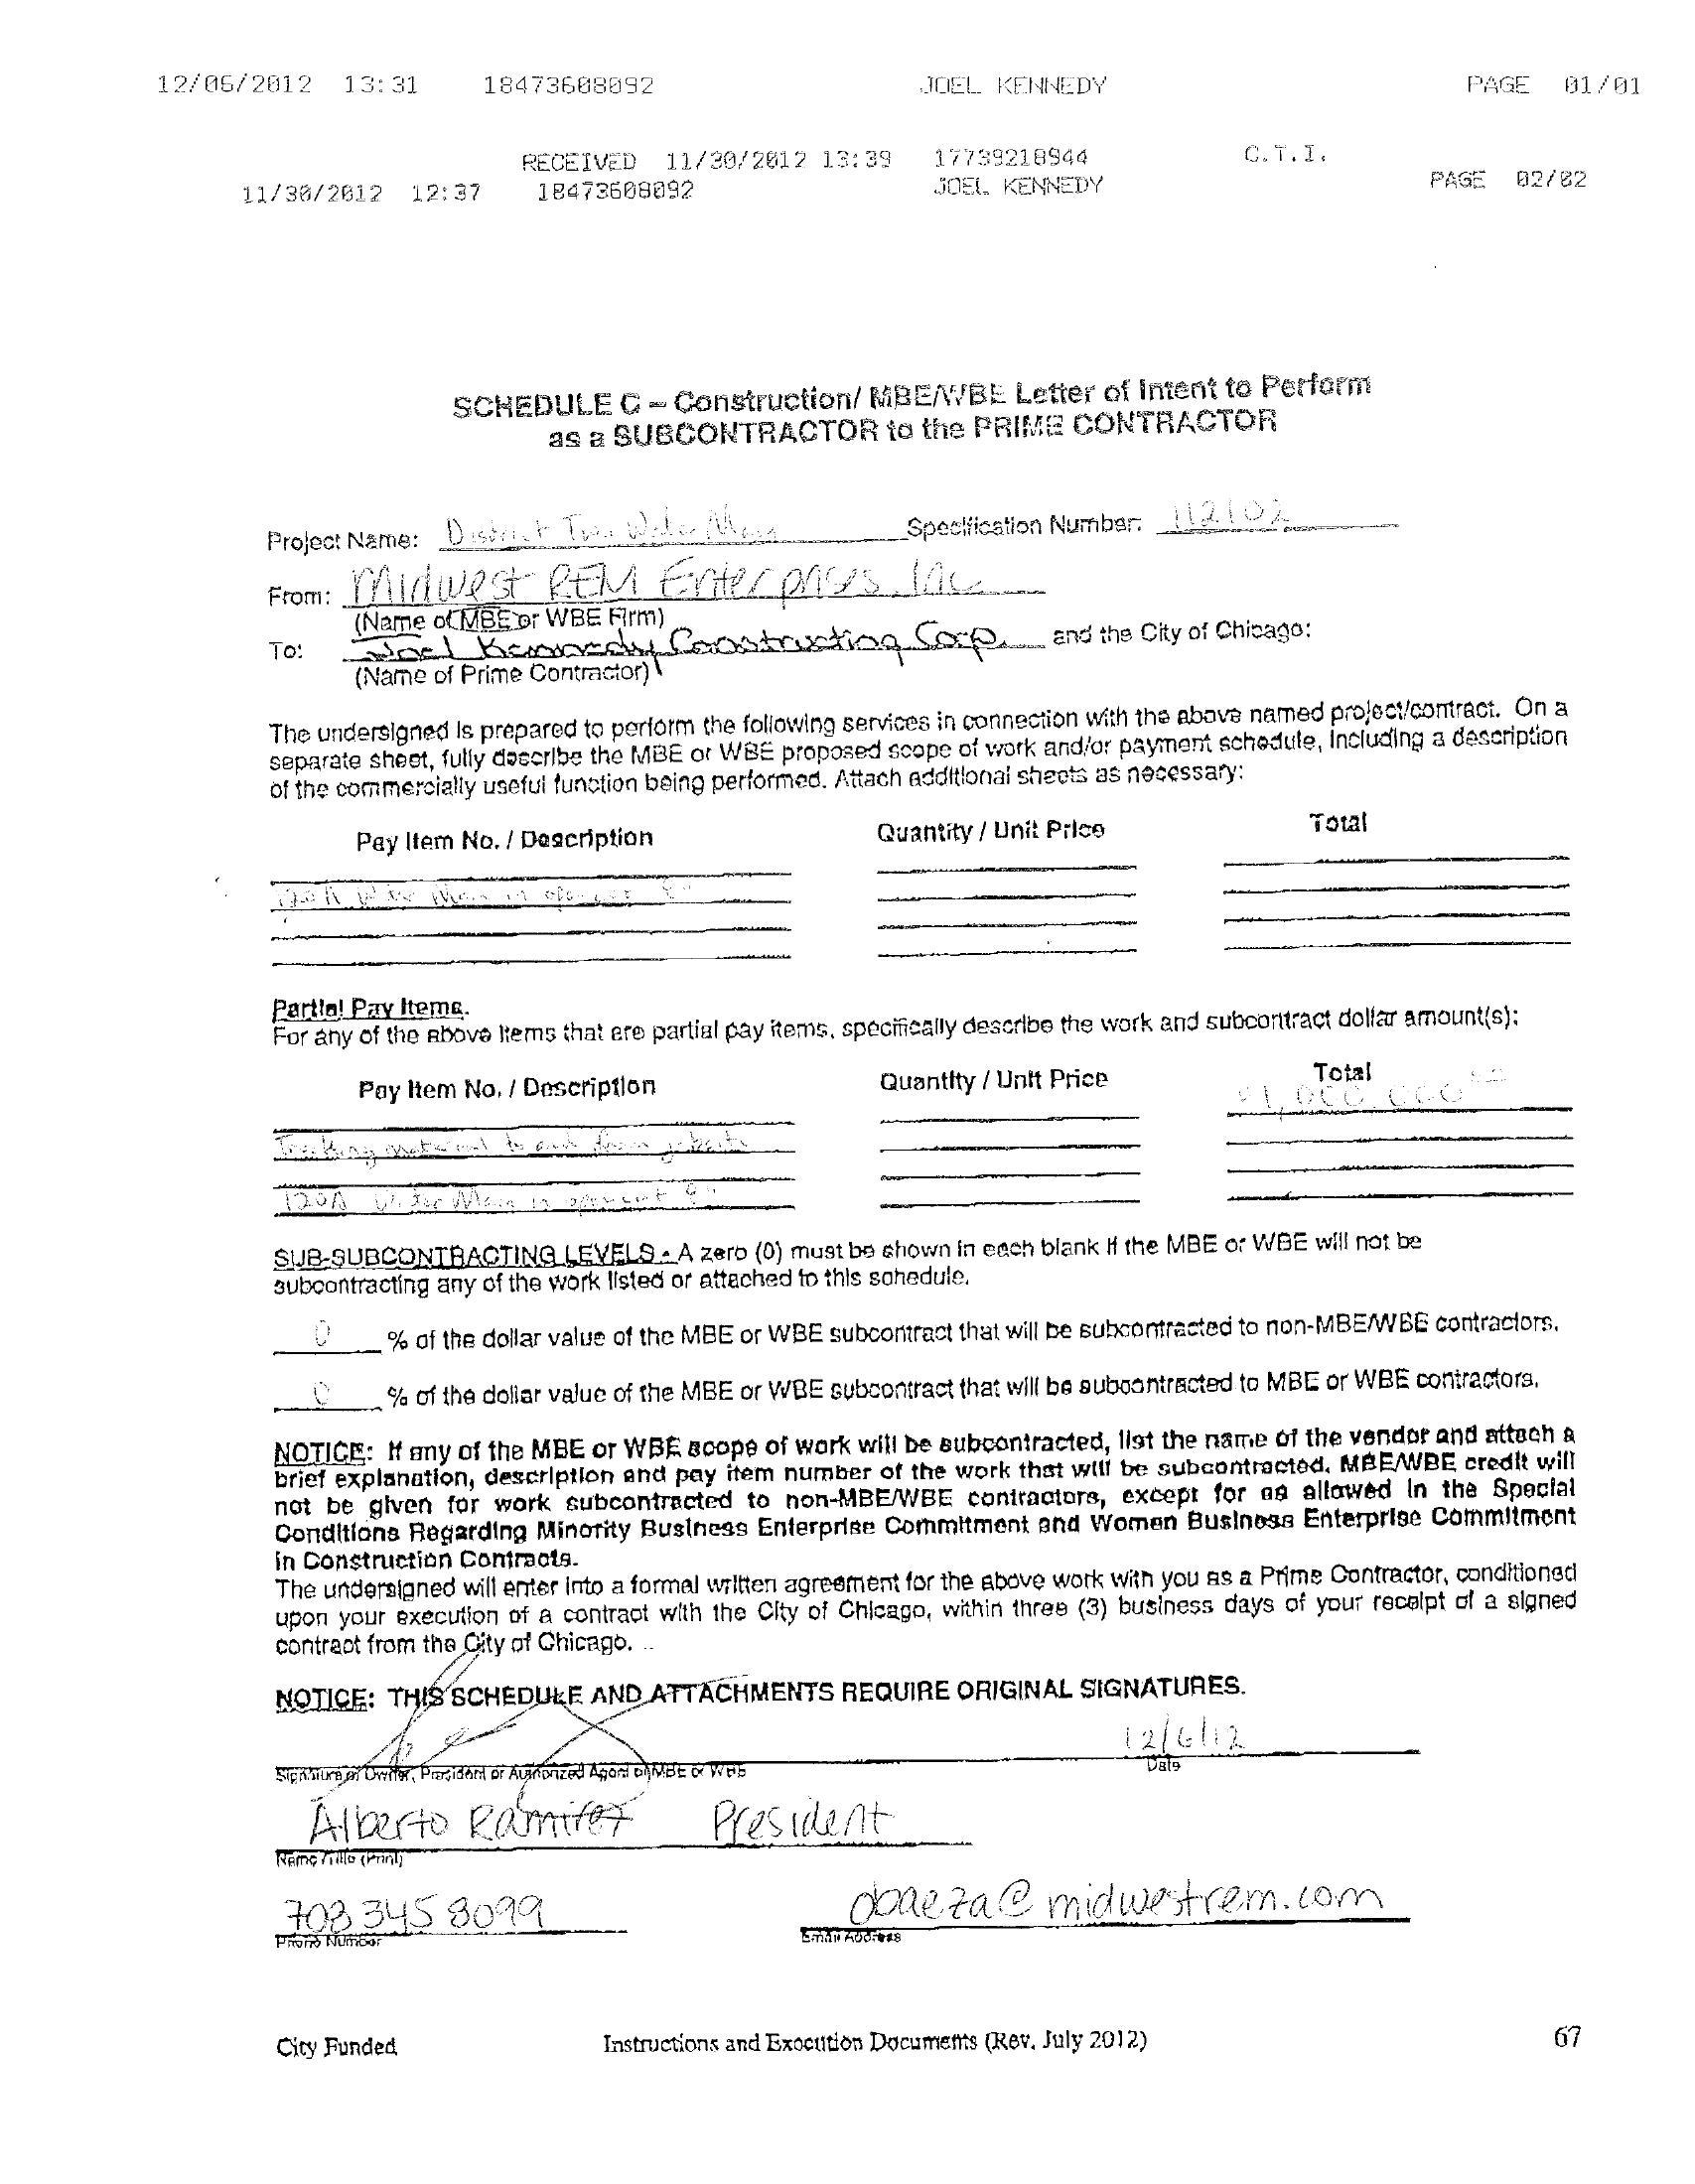 12/06/2012 13:31 18473608092 JOEL KENNEDY PAGE 01/01
RECEIVED 11/30/2012 13:39 17739218944 C.T.I.
11/30/2012 12:37 18473608092 JOEL KENNEDY PAGE 02/02
SCHEDULE C – Construction/ MBE/WBE Letter of Intent to Perform
as a SUBCONTRACTOR to the PRIME CONTRACTOR
Project Name: District Two Water Mains Specification Number: 112102
From: Midwest REM Enterprises, Inc
(Name of MBE or WBE Firm)
To: Joel Kennedy Constructing Corp. and the City of Chicago:
(Name of Prime Contractor)
The undersigned is prepared to perform the following services in connection with the above named project/contract. On a
separate sheet, fully describe the MBE or WBE proposed scope of work and/or payment schedule, including a description
of the commercially useful function being performed. Attach additional sheets as necessary:
Pay Item No. / Description Quantity / Unit Price Total
120A Water Main in 8"
Partial Pay Items.
For any of the above items that are partial pay items, specifically describe the work and subcontract dollar amount(s):
Pay Item No. / Description Quantity / Unit Price Total
$1,000,000
Trucking material to and from jobsite
120A Water Main in 8"
SUB-SUBCONTRACTING LEVELS - A zero (0) must be shown in each blank if the MBE or WBE will not be
subcontracting any of the work listed or attached to this schedule.
0 % of the dollar value of the MBE or WBE subcontract that will be subcontracted to non-MBE/WBE contractors.
0 % of the dollar value of the MBE or WBE subcontract that will be subcontracted to MBE or WBE contractors.
NOTICE: If any of the MBE or WBE scope of work will be subcontracted, list the name of the vendor and attach a
brief explanation, description and pay item number of the work that will be subcontracted. MBE/WBE credit will
not be given for work subcontracted to non-MBE/WBE contractors, except for as allowed in the Special
Conditions Regarding Minority Business Enterprise Commitment and Women Business Enterprise Commitment
in Construction Contracts.
The undersigned will enter into a formal written agreement for the above work with you as a Prime Contractor, conditioned
upon your execution of a contract with the City of Chicago, within three (3) business days of your receipt of a signed
contract from the City of Chicago.
NOTICE: THIS SCHEDULE AND ATTACHMENTS REQUIRE ORIGINAL SIGNATURES.
12/6/12
Signature of Owner, President or Authorized Agent of MBE or WBE Date
Alberto Ramirez President
Name/Title (Print)
708 345 8099 obaeza@midwestrem.com
Phone Number Email Address
City Funded Instructions and Execution Documents (Rev. July 2012) 67